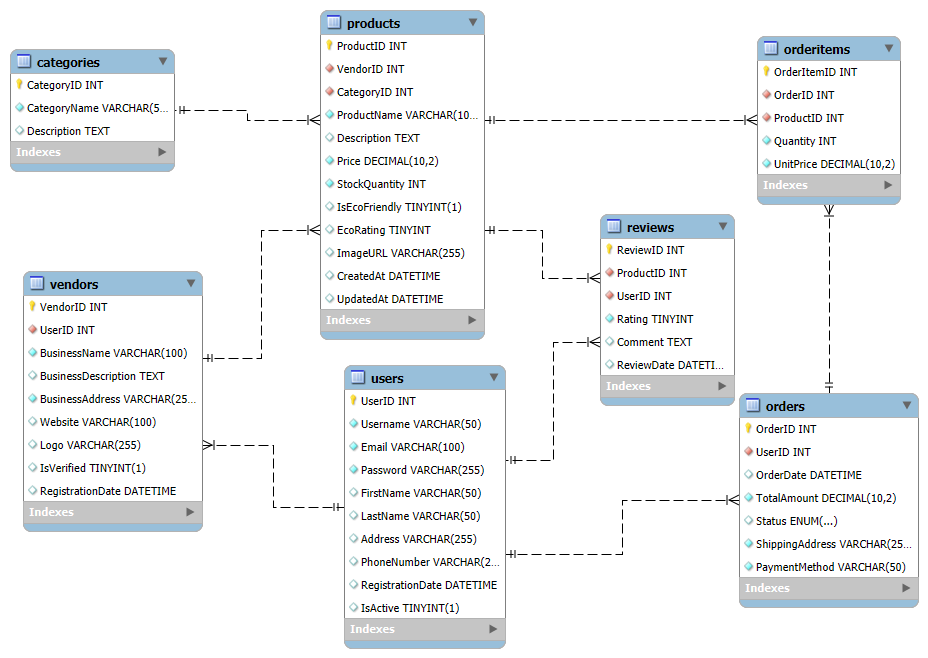 categories
CategoryID INT
CategoryName VARCHAR(5...
Description TEXT
Indexes
products
ProductID INT
VendorID INT
CategoryID INT
ProductName VARCHAR(10...
Description TEXT
Price DECIMAL(10,2)
StockQuantity INT
IsEcoFriendly TINYINT(1)
EcoRating TINYINT
ImageURL VARCHAR(255)
CreatedAt DATETIME
UpdatedAt DATETIME
Indexes
orderitems
OrderItemID INT
OrderID INT
ProductID INT
Quantity INT
UnitPrice DECIMAL(10,2)
Indexes
reviews
ReviewID INT
ProductID INT
UserID INT
Rating TINYINT
Comment TEXT
ReviewDate DATETI...
Indexes
vendors
VendorID INT
UserID INT
BusinessName VARCHAR(100)
BusinessDescription TEXT
BusinessAddress VARCHAR(25...
Website VARCHAR(100)
Logo VARCHAR(255)
IsVerified TINYINT(1)
RegistrationDate DATETIME
Indexes
users
UserID INT
Username VARCHAR(50)
Email VARCHAR(100)
Password VARCHAR(255)
FirstName VARCHAR(50)
LastName VARCHAR(50)
Address VARCHAR(255)
PhoneNumber VARCHAR(2...
RegistrationDate DATETIME
IsActive TINYINT(1)
Indexes
orders
OrderID INT
UserID INT
OrderDate DATETIME
TotalAmount DECIMAL(10,2)
Status ENUM(...)
ShippingAddress VARCHAR(25...
PaymentMethod VARCHAR(50)
Indexes